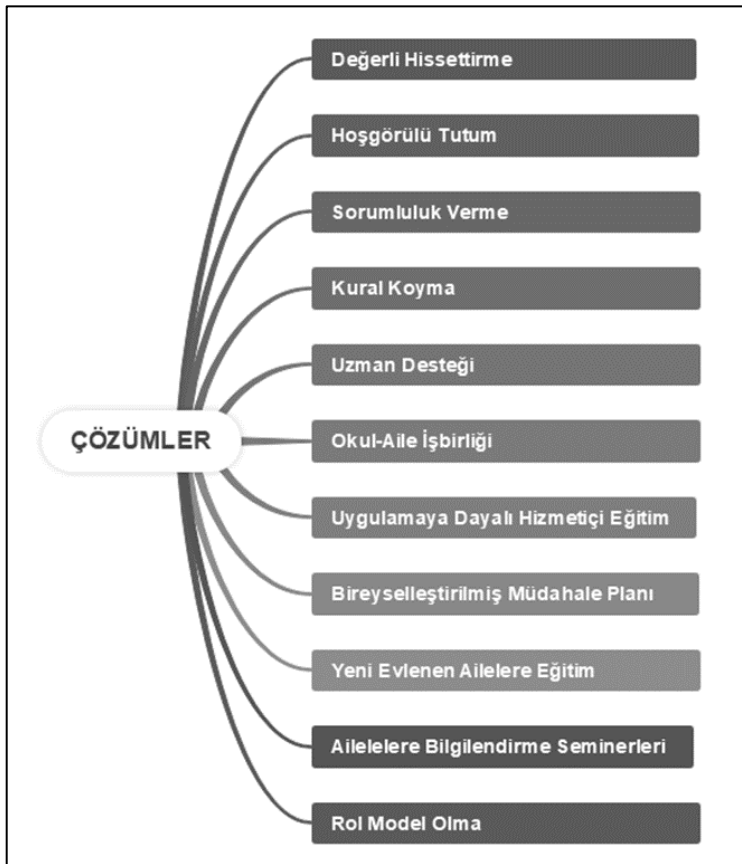 Değerli Hissettirme
Hoşgörülü Tutum
Sorumluluk Verme
Kural Koyma
Uzman Desteği
ÇÖZÜMLER
Okul-Aile İşbirliği
Uygulamaya Dayalı Hizmetiçi Eğitim
Bireyselleştirilmiş Müdahale Planı
Yeni Evlenen Ailelere Eğitim
Ailelelere Bilgilendirme Seminerleri
Rol Model Olma